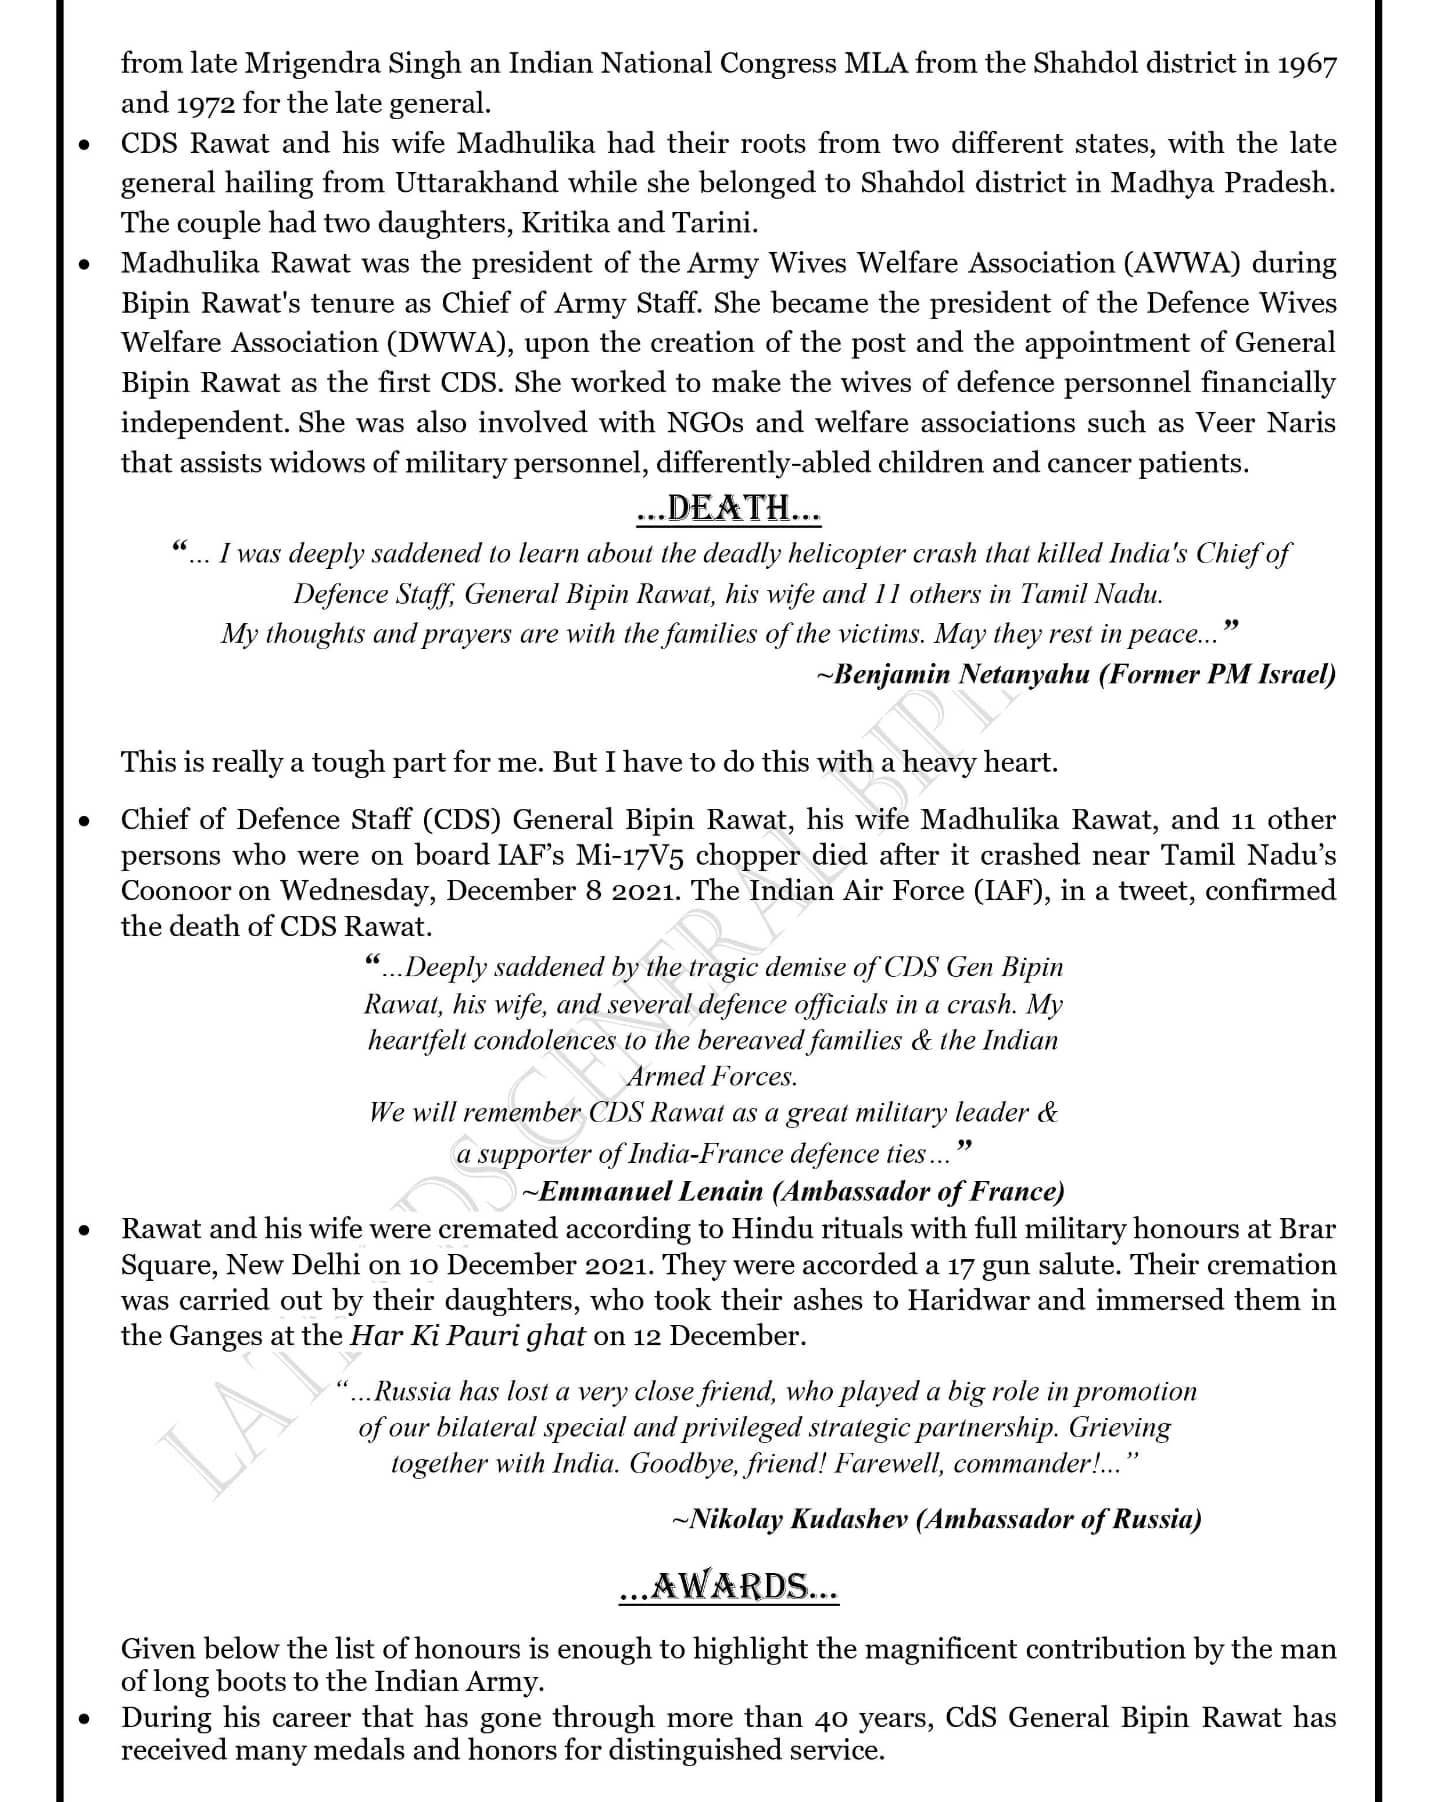 from late Mrigendra Singh an Indian National Congress MLA from the Shahdol district in 1967
and 1972 for the late general.
• CDS Rawat and his wife Madhulika had their roots from two different states, with the late
general hailing from Uttarakhand while she belonged to Shahdol district in Madhya Pradesh.
The couple had two daughters, Kritika and Tarini.
• Madhulika Rawat was the president of the Army Wives Welfare Association (AWWA) during
Bipin Rawat's tenure as Chief of Army Staff. She became the president of the Defence Wives
Welfare Association (DWWA), upon the creation of the post and the appointment of General
Bipin Rawat as the first CDS. She worked to make the wives of defence personnel financially
independent. She was also involved with NGOs and welfare associations such as Veer Naris
that assists widows of military personnel, differently-abled children and cancer patients.
...DEATH...
“... I was deeply saddened to learn about the deadly helicopter crash that killed India's Chief of
Defence Staff, General Bipin Rawat, his wife and 11 others in Tamil Nadu.
My thoughts and prayers are with the families of the victims. May they rest in peace...”
~Benjamin Netanyahu (Former PM Israel)
This is really a tough part for me. But I have to do this with a heavy heart.
• Chief of Defence Staff (CDS) General Bipin Rawat, his wife Madhulika Rawat, and 11 other
persons who were on board IAF’s Mi-17V5 chopper died after it crashed near Tamil Nadu’s
Coonoor on Wednesday, December 8 2021. The Indian Air Force (IAF), in a tweet, confirmed
the death of CDS Rawat.
“...Deeply saddened by the tragic demise of CDS Gen Bipin
Rawat, his wife, and several defence officials in a crash. My
heartfelt condolences to the bereaved families & the Indian
Armed Forces.
We will remember CDS Rawat as a great military leader &
a supporter of India-France defence ties...”
~Emmanuel Lenain (Ambassador of France)
• Rawat and his wife were cremated according to Hindu rituals with full military honours at Brar
Square, New Delhi on 10 December 2021. They were accorded a 17 gun salute. Their cremation
was carried out by their daughters, who took their ashes to Haridwar and immersed them in
the Ganges at the Har Ki Pauri ghat on 12 December.
“...Russia has lost a very close friend, who played a big role in promotion
of our bilateral special and privileged strategic partnership. Grieving
together with India. Goodbye, friend! Farewell, commander!...”
~Nikolay Kudashev (Ambassador of Russia)
...AWARDS...
Given below the list of honours is enough to highlight the magnificent contribution by the man
of long boots to the Indian Army.
• During his career that has gone through more than 40 years, CdS General Bipin Rawat has
received many medals and honors for distinguished service.